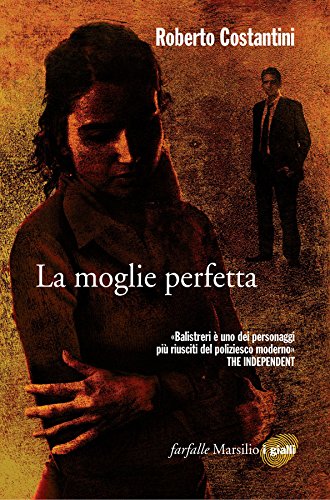 Roberto Costantini
La moglie perfetta
«Balistreri è uno dei personaggi
più riusciti del poliziesco moderno»
THE INDEPENDENT
farfalle Marsilio i gialli